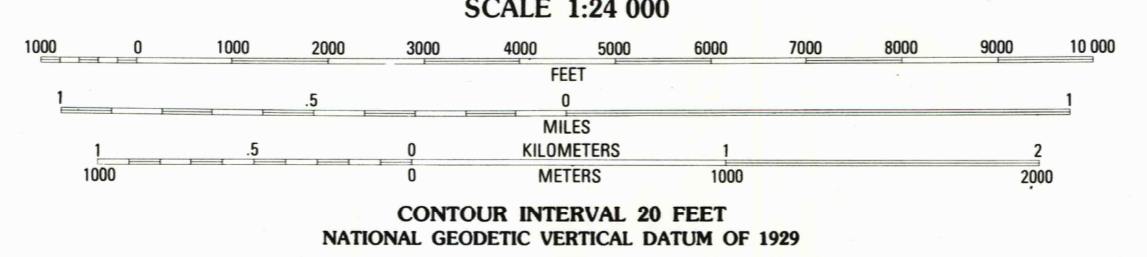 SCALE 1:24 000
1000 0 1000 2000 3000 4000 5000 6000 7000 8000 9000 10 000
FEET
1 .5 0 1
MILES
1 .5 0 KILOMETERS 1 2
1000 0 METERS 1000 2000
CONTOUR INTERVAL 20 FEET
NATIONAL GEODETIC VERTICAL DATUM OF 1929